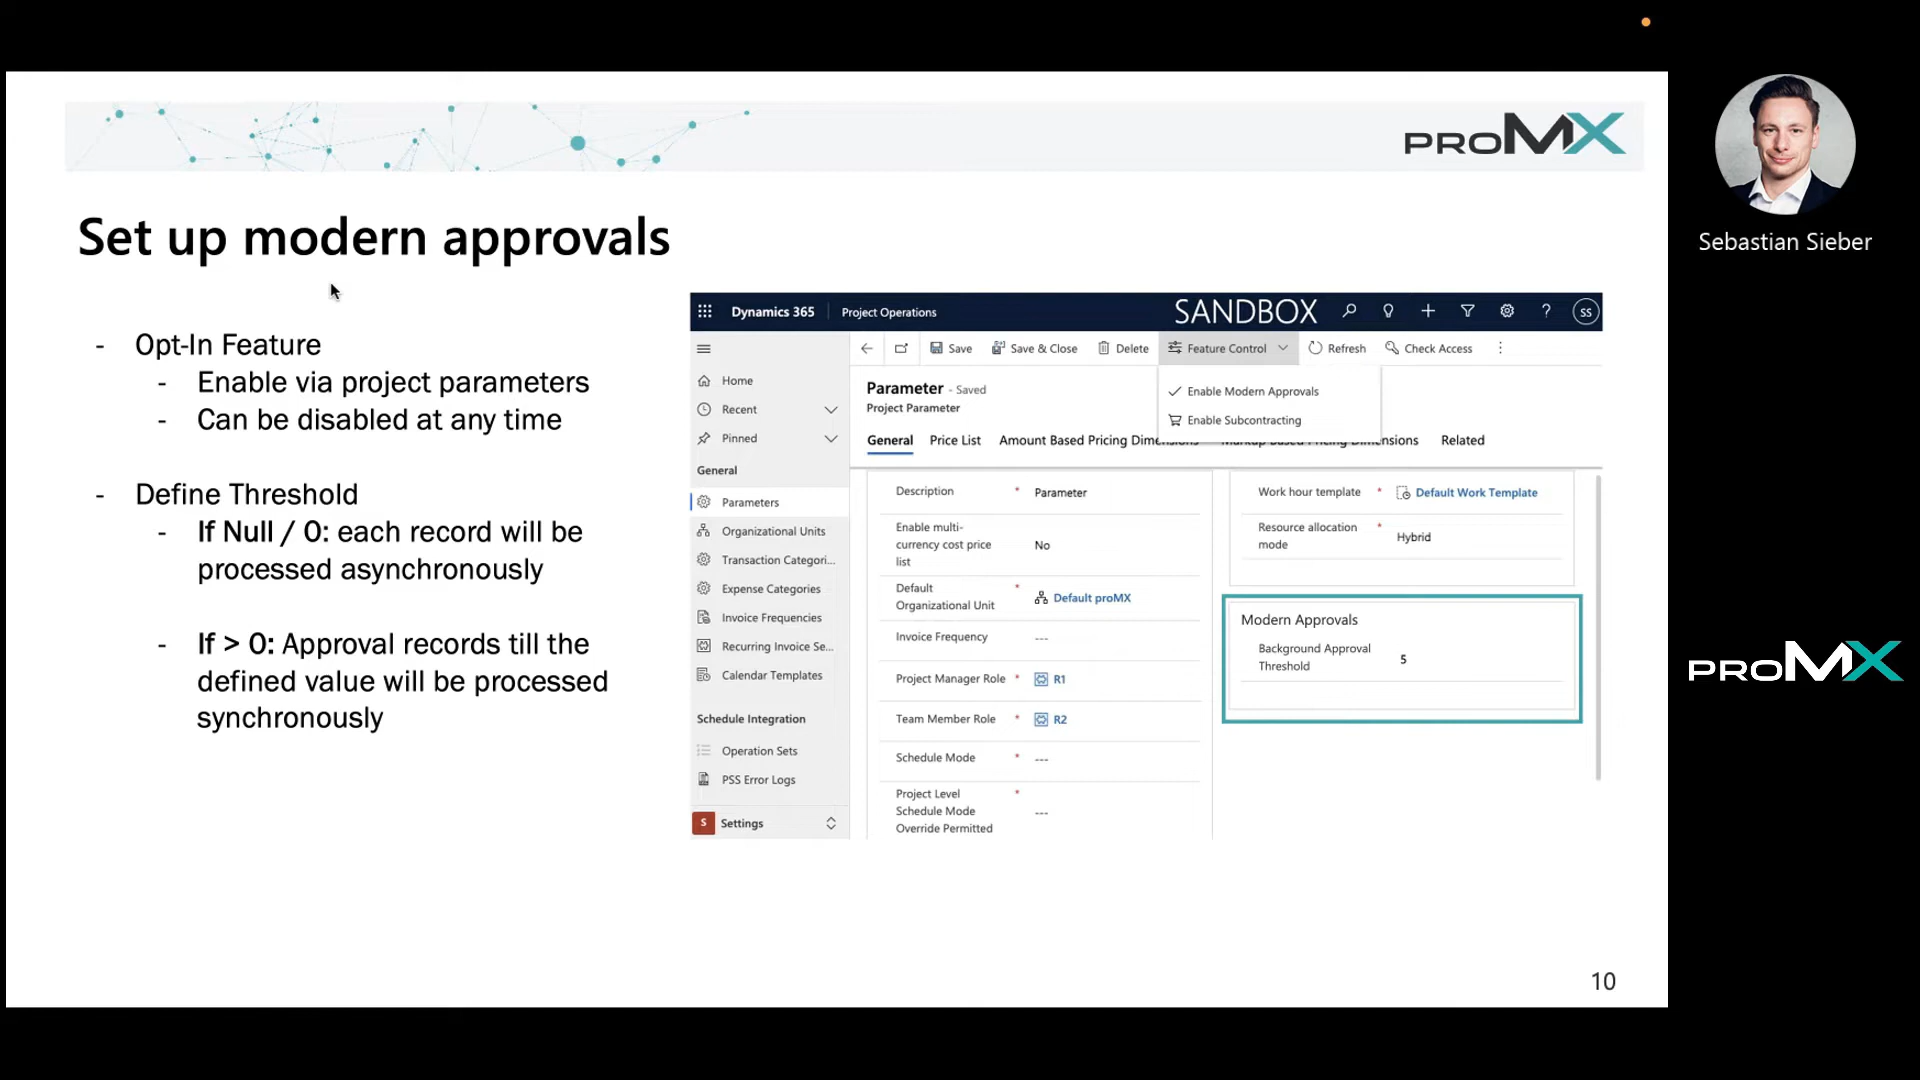 proMX
Set up modern approvals
- Opt-In Feature
- Enable via project parameters
- Can be disabled at any time
- Define Threshold
- If Null / 0: each record will be
processed asynchronously
- If > 0: Approval records till the
defined value will be processed
synchronously
Dynamics 365 Project Operations SANDBOX ? SS
Save Save & Close Delete Feature Control Refresh Check Access
Enable Modern Approvals
Enable Subcontracting
Parameter - Saved
Project Parameter
General Price List Amount Based Pricing Dimensions Markup Based Pricing Dimensions Related
Home
Recent
Pinned
General
Parameters
Organizational Units
Transaction Categori...
Expense Categories
Invoice Frequencies
Recurring Invoice Se...
Calendar Templates
Schedule Integration
Operation Sets
PSS Error Logs
S Settings
Description * Parameter
Enable multi-
currency cost price
list
No
Default
Organizational Unit
* Default proMX
Invoice Frequency ---
Project Manager Role * R1
Team Member Role * R2
Schedule Mode * ---
Project Level
Schedule Mode
Override Permitted
* ---
Work hour template * Default Work Template
Resource allocation
mode
* Hybrid
Modern Approvals
Background Approval
Threshold
5
10
Sebastian Sieber
proMX